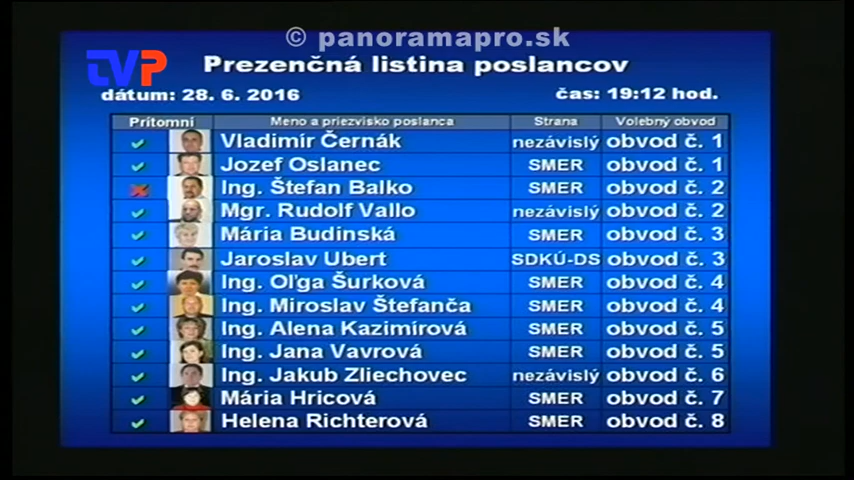 © panoramapro.sk
TVP
Prezenčná listina poslancov
dátum: 28. 6. 2016 čas: 19:12 hod.
Prítomní Meno a priezvisko poslanca Strana Volebný obvod
Vladimír Černák nezávislý obvod č. 1
Jozef Oslanec SMER obvod č. 1
Ing. Štefan Balko SMER obvod č. 2
Mgr. Rudolf Vallo nezávislý obvod č. 2
Mária Budinská SMER obvod č. 3
Jaroslav Ubert SDKÚ-DS obvod č. 3
Ing. Oľga Šurková SMER obvod č. 4
Ing. Miroslav Štefanča SMER obvod č. 4
Ing. Alena Kazimírová SMER obvod č. 5
Ing. Jana Vavrová SMER obvod č. 5
Ing. Jakub Zliechovec nezávislý obvod č. 6
Mária Hricová SMER obvod č. 7
Helena Richterová SMER obvod č. 8